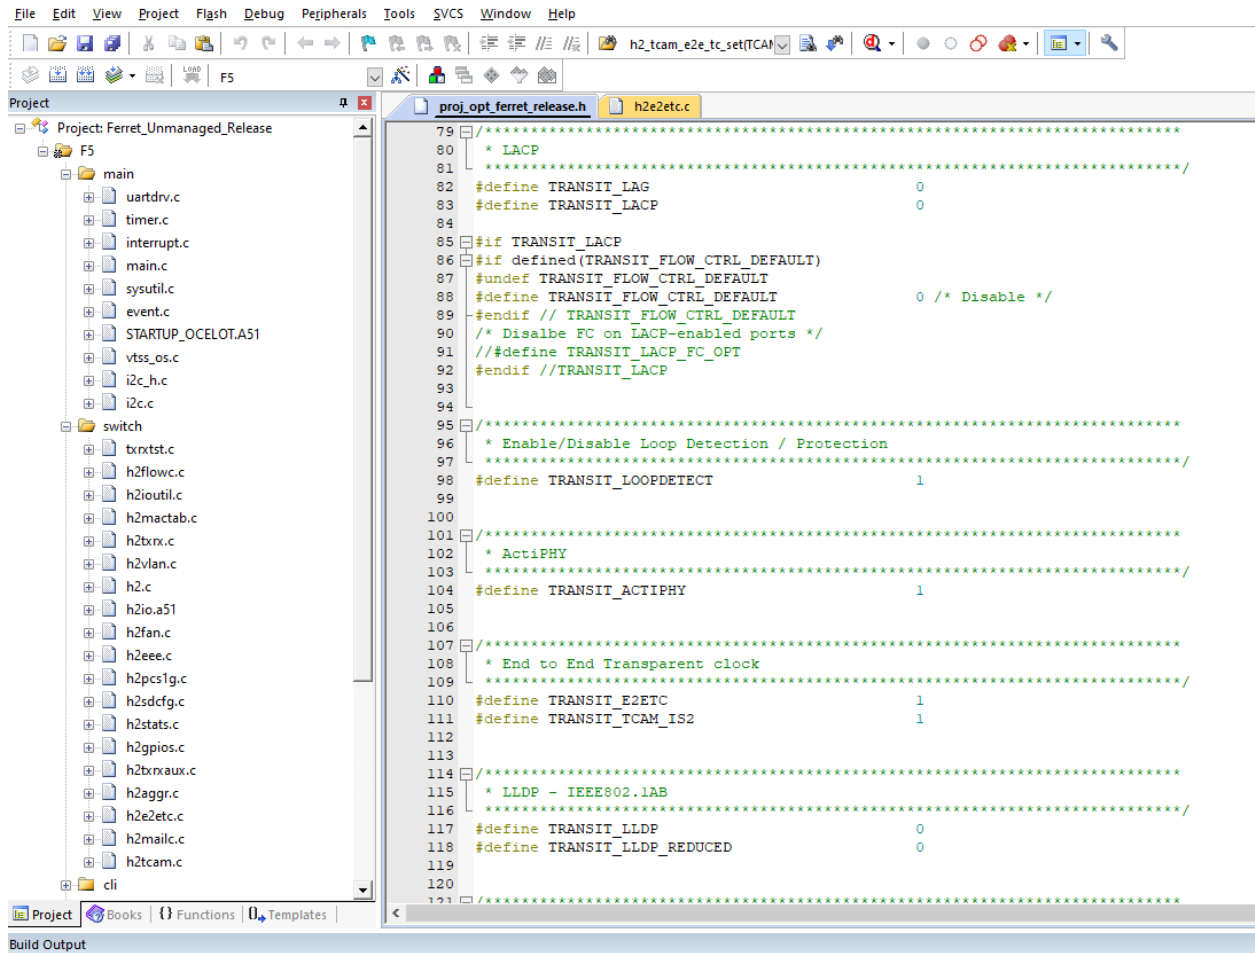 File Edit View Project Flash Debug Peripherals Tools SVCS Window Help
h2_tcam_e2e_tc_set(TCAM
LOAD F5
Project
Project: Ferret_Unmanaged_Release
F5
main
uartdrv.c
timer.c
interrupt.c
main.c
sysutil.c
event.c
STARTUP_OCELOT.A51
vtss_os.c
i2c_h.c
i2c.c
switch
txrxtst.c
h2flowc.c
h2ioutil.c
h2mactab.c
h2txrx.c
h2vlan.c
h2.c
h2io.a51
h2fan.c
h2eee.c
h2pcs1g.c
h2sdcfg.c
h2stats.c
h2gpios.c
h2txrxaux.c
h2aggr.c
h2e2etc.c
h2mailc.c
h2tcam.c
cli
Project Books {} Functions 0 Templates
proj_opt_ferret_release.h h2e2etc.c
79 /****************************************************************************
80 * LACP
81 ****************************************************************************/
82 #define TRANSIT_LAG 0
83 #define TRANSIT_LACP 0
84
85 #if TRANSIT_LACP
86 #if defined(TRANSIT_FLOW_CTRL_DEFAULT)
87 #undef TRANSIT_FLOW_CTRL_DEFAULT
88 #define TRANSIT_FLOW_CTRL_DEFAULT 0 /* Disable */
89 #endif // TRANSIT_FLOW_CTRL_DEFAULT
90 /* Disalbe FC on LACP-enabled ports */
91 //#define TRANSIT_LACP_FC_OPT
92 #endif //TRANSIT_LACP
93
94
95 /****************************************************************************
96 * Enable/Disable Loop Detection / Protection
97 ****************************************************************************/
98 #define TRANSIT_LOOPDETECT 1
99
100
101 /****************************************************************************
102 * ActiPHY
103 ****************************************************************************/
104 #define TRANSIT_ACTIPHY 1
105
106
107 /****************************************************************************
108 * End to End Transparent clock
109 ****************************************************************************/
110 #define TRANSIT_E2ETC 1
111 #define TRANSIT_TCAM_IS2 1
112
113
114 /****************************************************************************
115 * LLDP - IEEE802.1AB
116 ****************************************************************************/
117 #define TRANSIT_LLDP 0
118 #define TRANSIT_LLDP_REDUCED 0
119
120
121 /****************************************************************************
Build Output